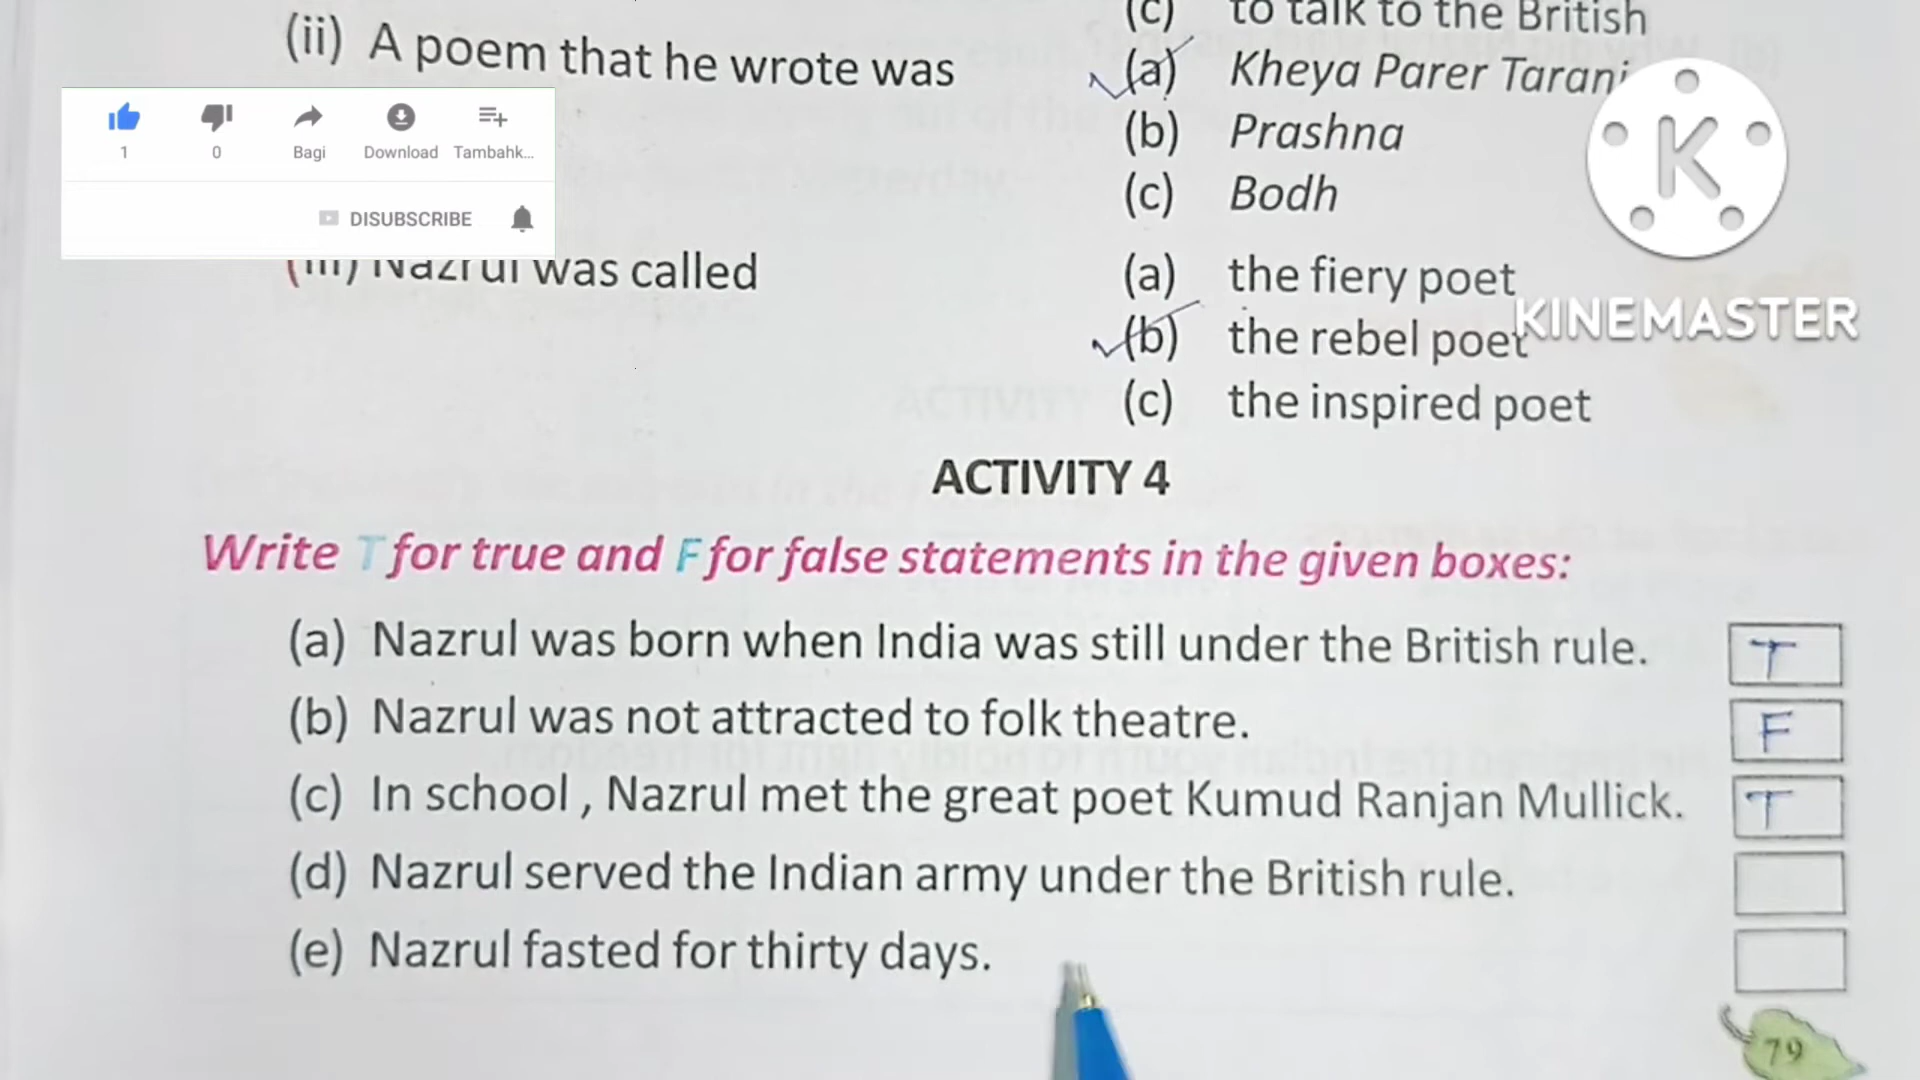 (c) to talk to the British
(ii) A poem that he wrote was (a) Kheya Parer Tarani
(b) Prashna
(c) Bodh
1 0 Bagi Download Tambahk...
DISUBSCRIBE
K
KINEMASTER
(iii) Nazrul was called (a) the fiery poet
(b) the rebel poet
(c) the inspired poet
ACTIVITY 4
Write T for true and F for false statements in the given boxes:
(a) Nazrul was born when India was still under the British rule. T
(b) Nazrul was not attracted to folk theatre. F
(c) In school , Nazrul met the great poet Kumud Ranjan Mullick. T
(d) Nazrul served the Indian army under the British rule.
(e) Nazrul fasted for thirty days.
79